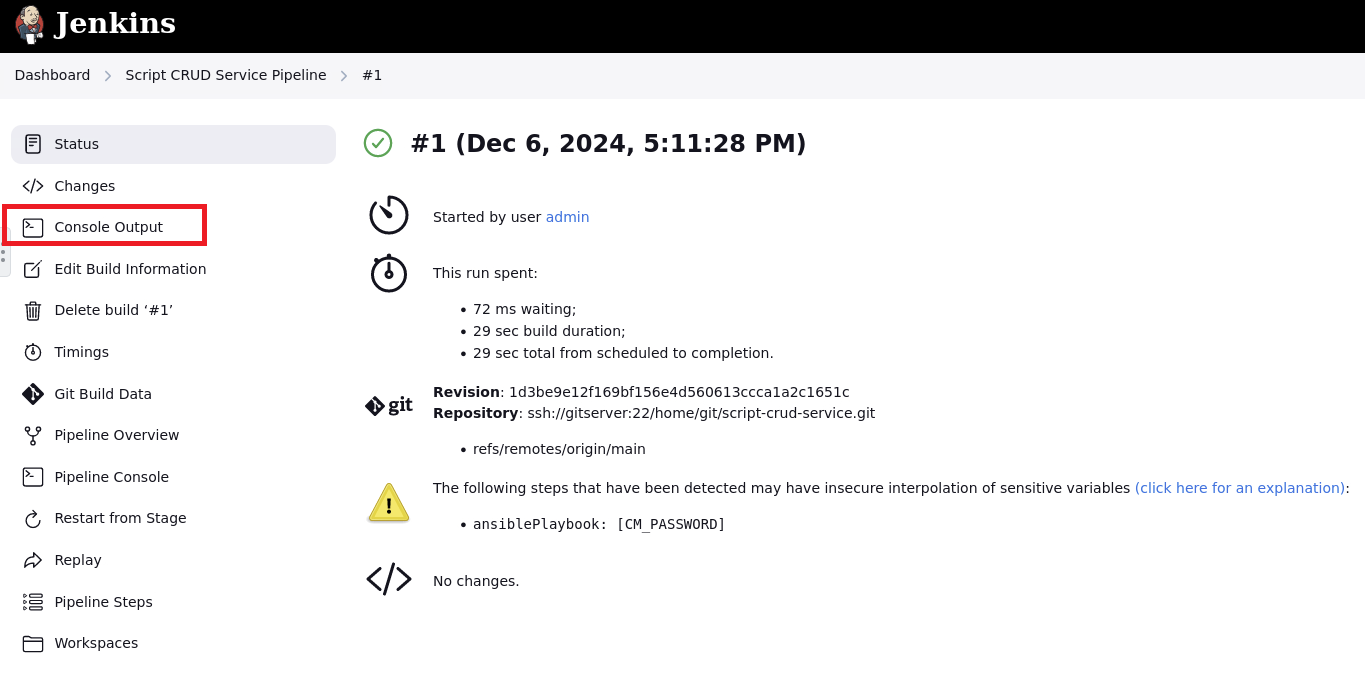 Jenkins
Dashboard
Script CRUD Service Pipeline
#1
Status
Changes
Console Output
Edit Build Information
Delete build ‘#1’
Timings
Git Build Data
Pipeline Overview
Pipeline Console
Restart from Stage
Replay
Pipeline Steps
Workspaces
#1 (Dec 6, 2024, 5:11:28 PM)
Started by user admin
This run spent:
• 72 ms waiting;
• 29 sec build duration;
• 29 sec total from scheduled to completion.
git
Revision: 1d3be9e12f169bf156e4d560613ccca1a2c1651c
Repository: ssh://gitserver:22/home/git/script-crud-service.git
• refs/remotes/origin/main
The following steps that have been detected may have insecure interpolation of sensitive variables (click here for an explanation):
• ansiblePlaybook: [CM_PASSWORD]
No changes.